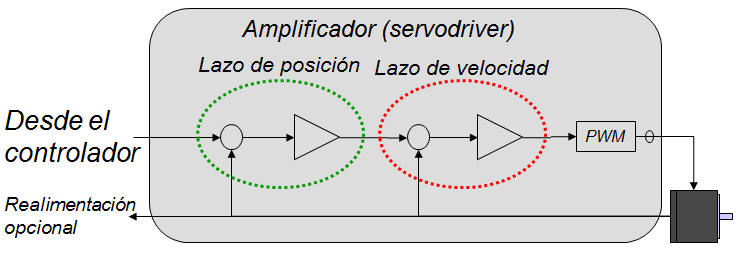 Amplificador (servodriver)
Lazo de posición
Lazo de velocidad
Desde el
controlador
PWM
Realimentación
opcional